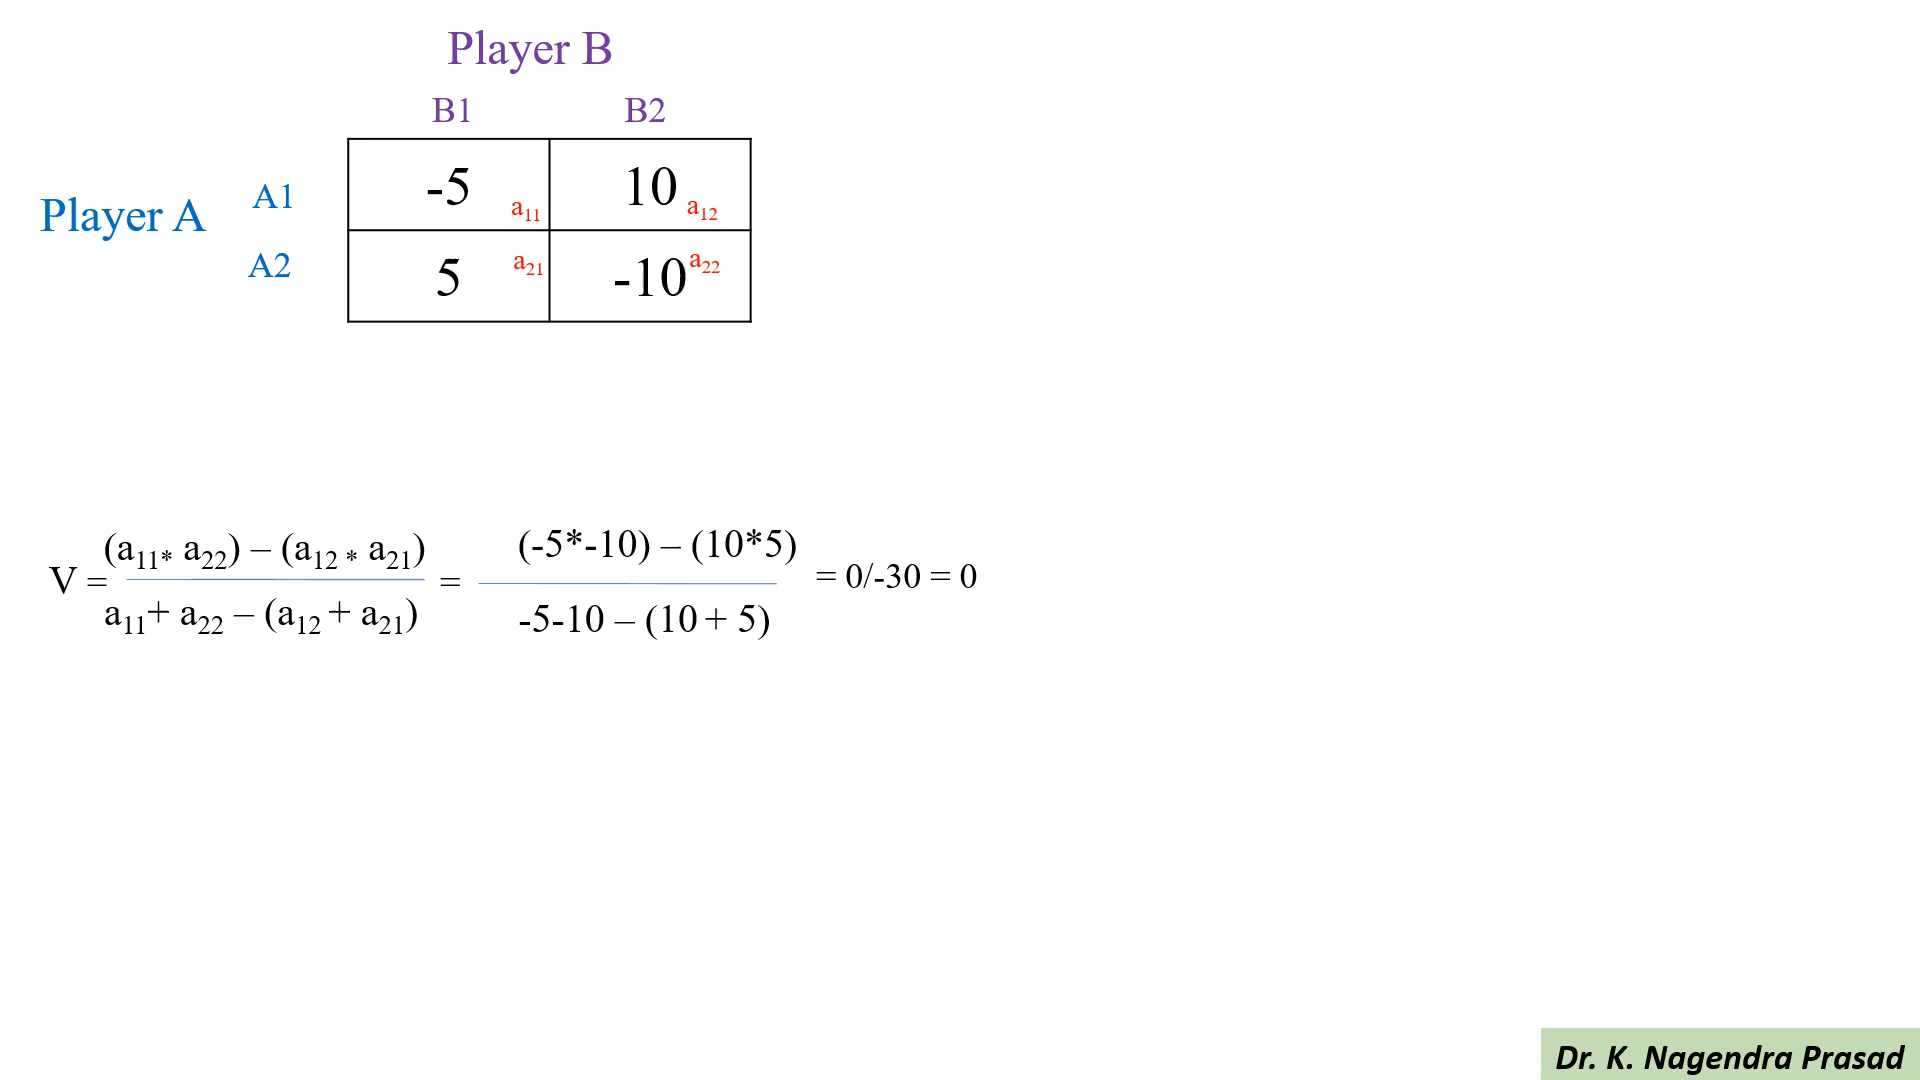 Player B
B1 B2
Player A A1 -5 a11 10 a12
A2 5 a21 -10 a22
(a11* a22) – (a12 * a21) (-5*-10) – (10*5)
V = = = 0/-30 = 0
a11+ a22 – (a12 + a21) -5-10 – (10 + 5)
Dr. K. Nagendra Prasad